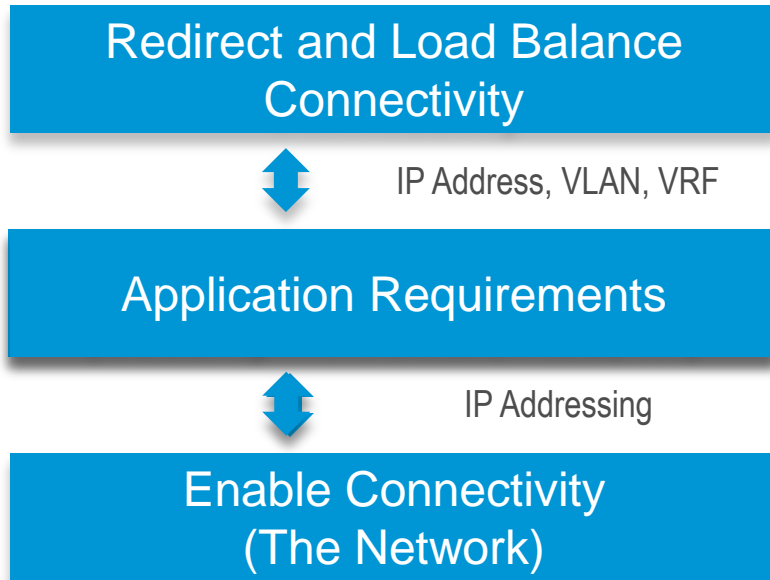 Redirect and Load Balance
Connectivity
IP Address, VLAN, VRF
Application Requirements
IP Addressing
Enable Connectivity
(The Network)